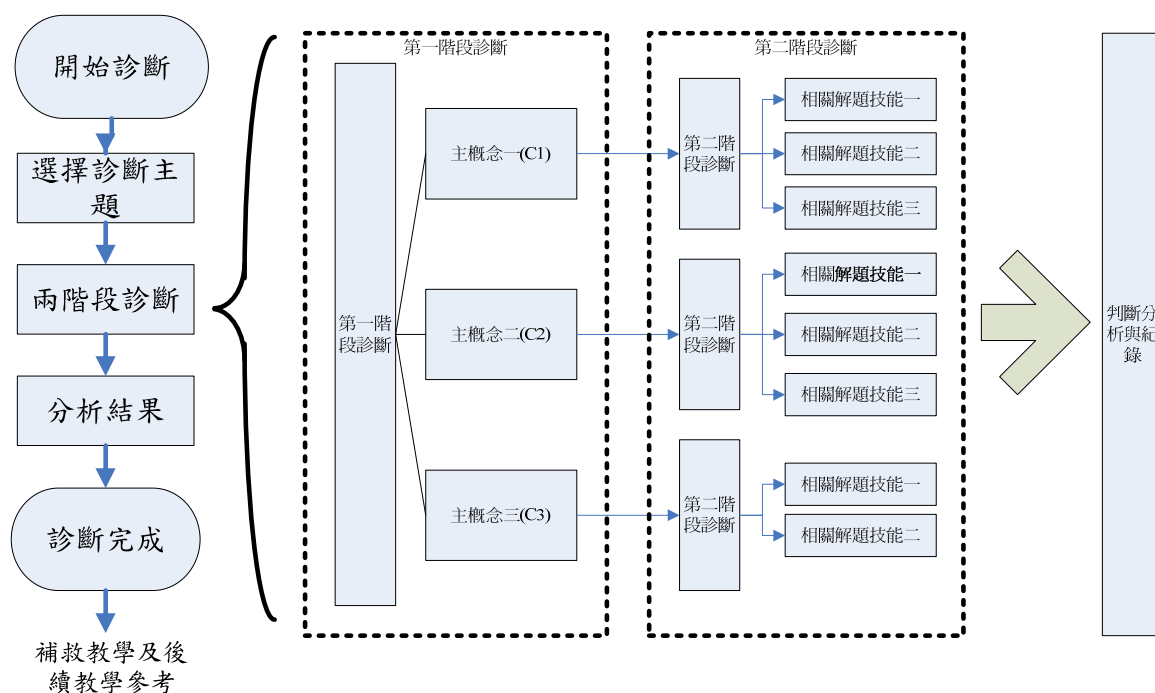 開始診斷
選擇診斷主
題
兩階段診斷
分析結果
診斷完成
補救教學及後
續教學參考
第一階段診斷
第一階
段診斷
主概念一(C1)
主概念二(C2)
主概念三(C3)
第二階段診斷
第二階
段診斷
相關解題技能一
相關解題技能二
相關解題技能三
第二階
段診斷
相關解題技能一
相關解題技能二
相關解題技能三
第二階
段診斷
相關解題技能一
相關解題技能二
判斷分
析與紀
錄